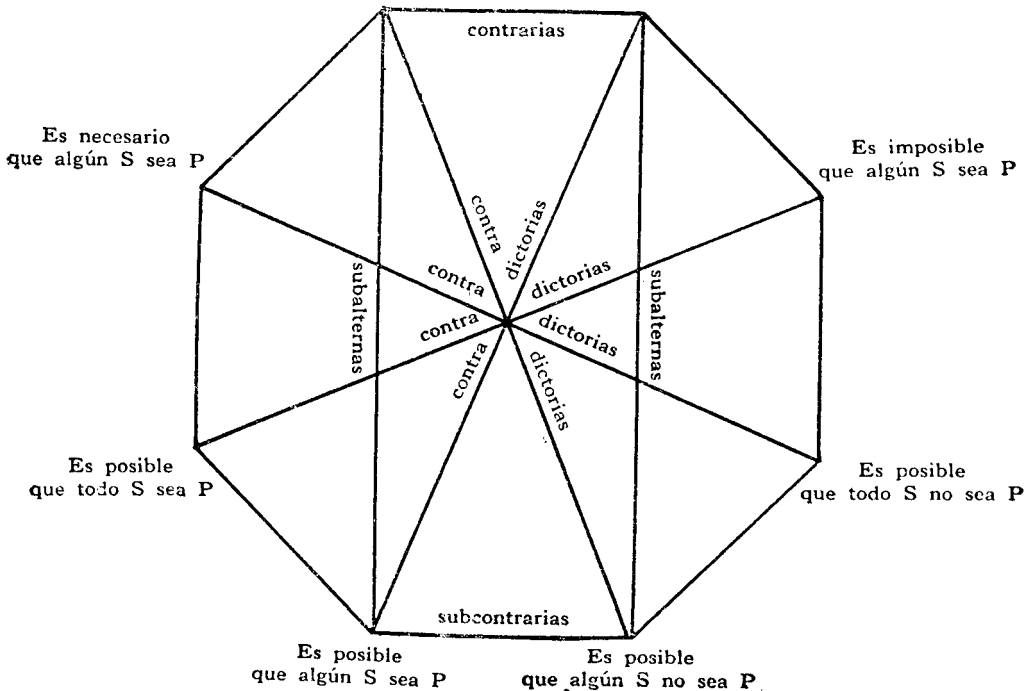 contrarias
Es necesario
que algún S sea P
Es imposible
que algún S sea P
contra
dictorias
contra
dictorias
subalternas
subalternas
contra
dictorias
contra
dictorias
Es posible
que todo S sea P
Es posible
que todo S no sea P
subcontrarias
Es posible
que algún S sea P
Es posible
que algún S no sea P